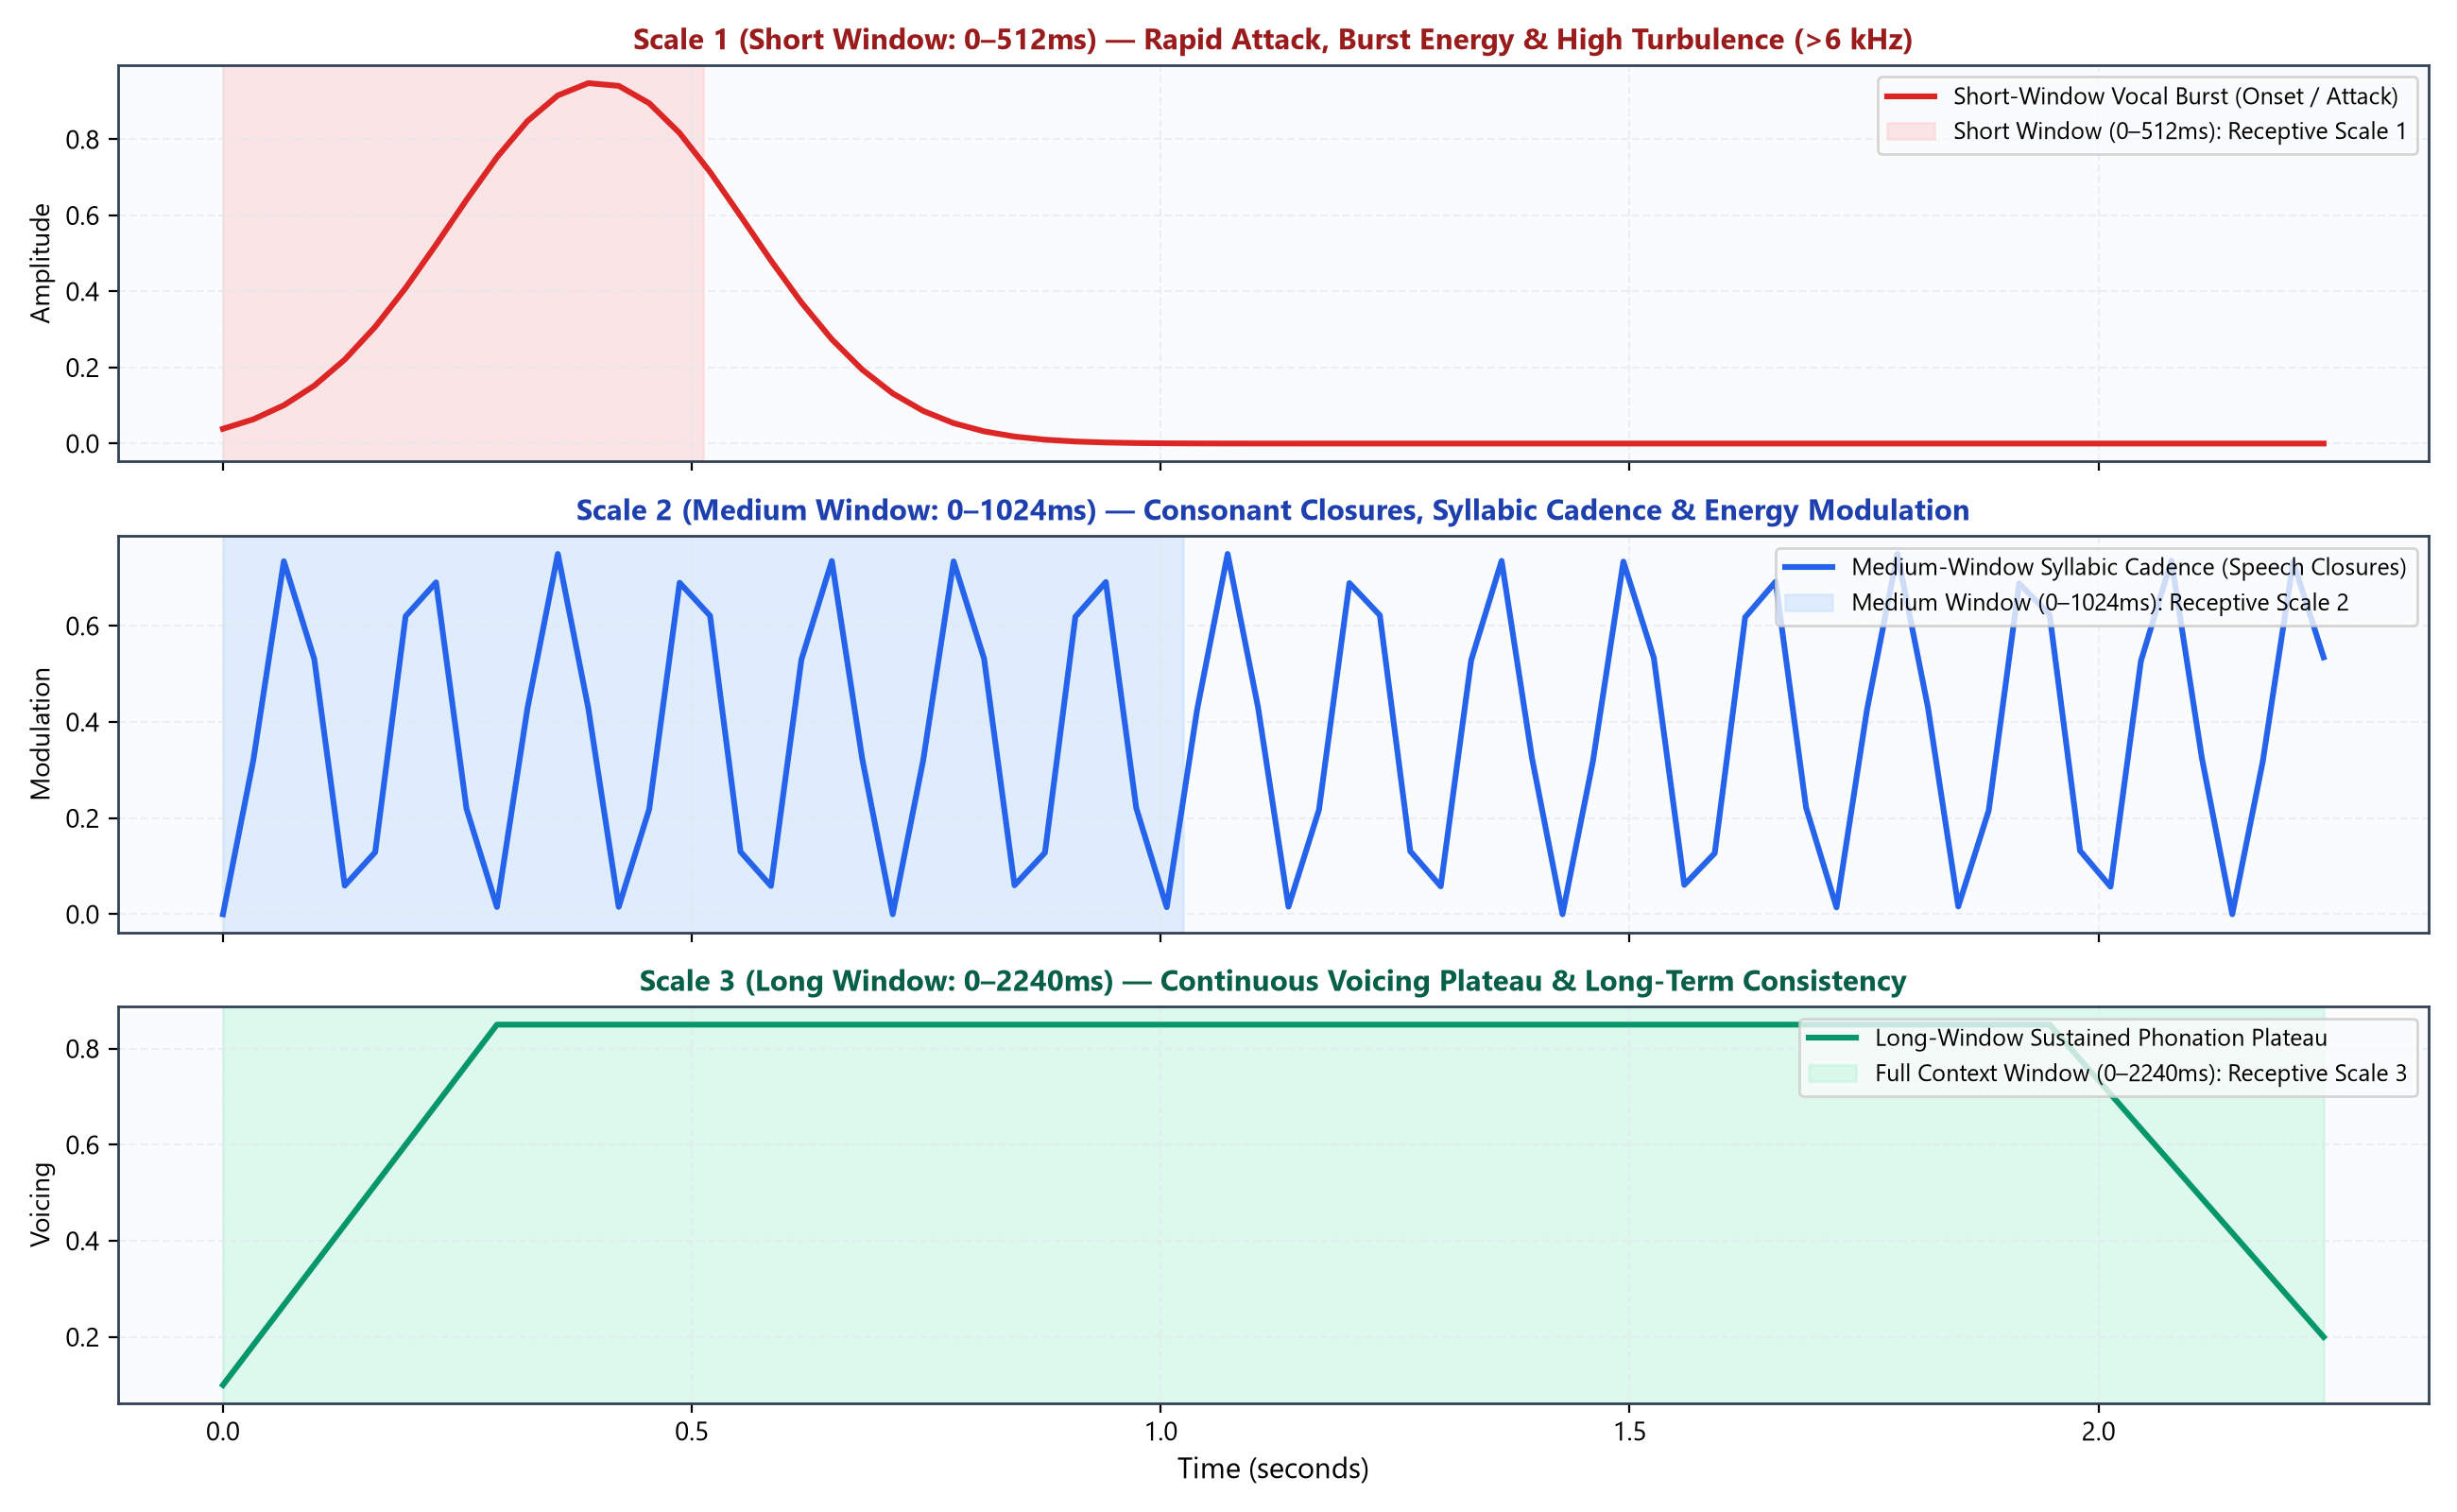 Scale 1 (Short Window: 0–512ms) — Rapid Attack, Burst Energy & High Turbulence (>6 kHz)
Short-Window Vocal Burst (Onset / Attack)
Short Window (0–512ms): Receptive Scale 1
Amplitude
0.8
0.6
0.4
0.2
0.0
Scale 2 (Medium Window: 0–1024ms) — Consonant Closures, Syllabic Cadence & Energy Modulation
Medium-Window Syllabic Cadence (Speech Closures)
Medium Window (0–1024ms): Receptive Scale 2
Modulation
0.6
0.4
0.2
0.0
Scale 3 (Long Window: 0–2240ms) — Continuous Voicing Plateau & Long-Term Consistency
Long-Window Sustained Phonation Plateau
Full Context Window (0–2240ms): Receptive Scale 3
Voicing
0.8
0.6
0.4
0.2
0.0 0.5 1.0 1.5 2.0
Time (seconds)